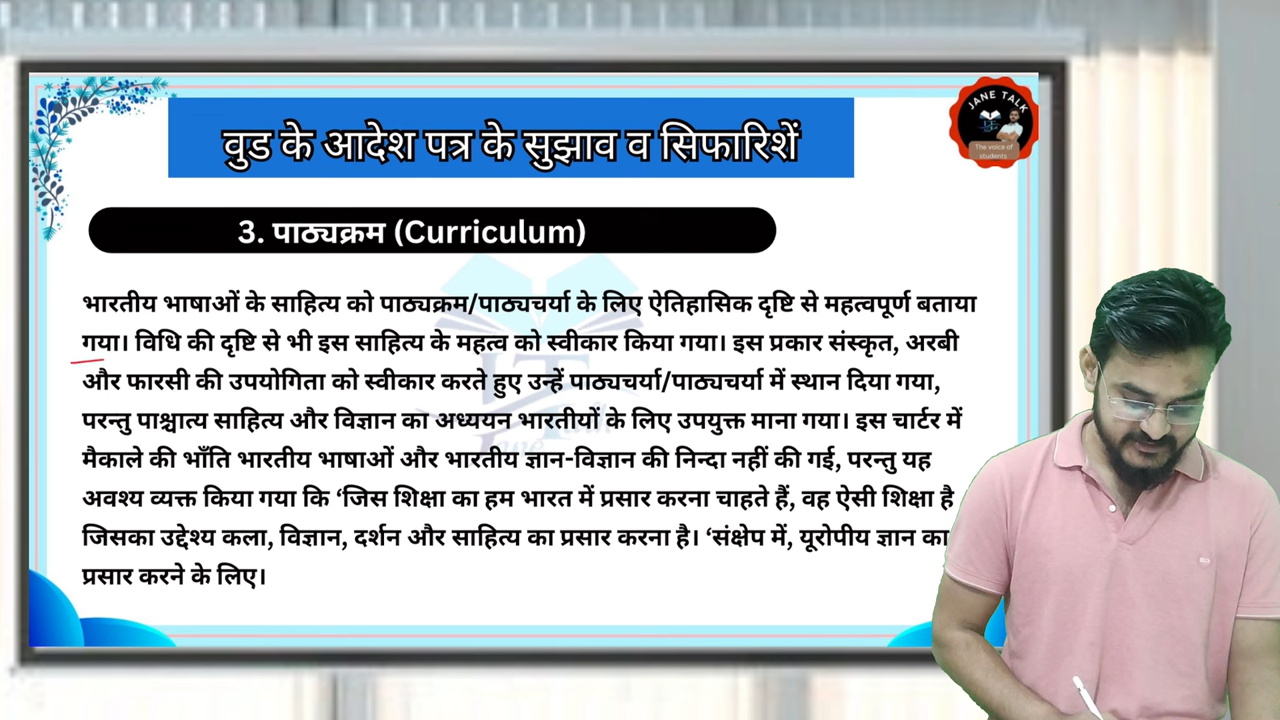 वुड के आदेश पत्र के सुझाव व सिफारिशें
JANE TALK
The voice of
students
3. पाठ्यक्रम (Curriculum)
भारतीय भाषाओं के साहित्य को पाठ्यक्रम/पाठ्यचर्या के लिए ऐतिहासिक दृष्टि से महत्वपूर्ण बताया
गया। विधि की दृष्टि से भी इस साहित्य के महत्व को स्वीकार किया गया। इस प्रकार संस्कृत, अरबी
और फारसी की उपयोगिता को स्वीकार करते हुए उन्हें पाठ्यचर्या/पाठ्यचर्या में स्थान दिया गया,
परन्तु पाश्चात्य साहित्य और विज्ञान का अध्ययन भारतीयों के लिए उपयुक्त माना गया। इस चार्टर में
मैकाले की भाँति भारतीय भाषाओं और भारतीय ज्ञान-विज्ञान की निन्दा नहीं की गई, परन्तु यह
अवश्य व्यक्त किया गया कि ‘जिस शिक्षा का हम भारत में प्रसार करना चाहते हैं, वह ऐसी शिक्षा है
जिसका उद्देश्य कला, विज्ञान, दर्शन और साहित्य का प्रसार करना है। ‘संक्षेप में, यूरोपीय ज्ञान का
प्रसार करने के लिए।